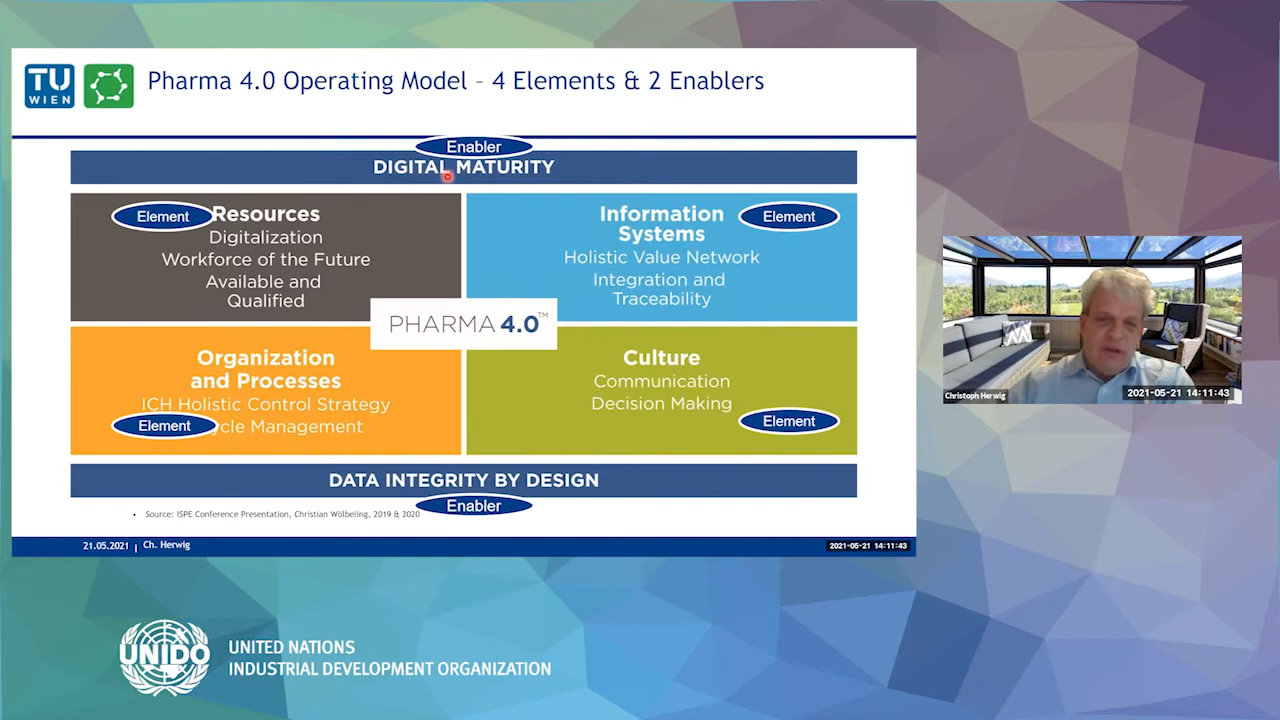 TU
WIEN
Pharma 4.0 Operating Model – 4 Elements & 2 Enablers
Enabler
DIGITAL MATURITY
Element
Resources
Digitalization
Workforce of the Future
Available and
Qualified
Information
Systems
Element
Holistic Value Network
Integration and
Traceability
PHARMA 4.0™
Organization
and Processes
ICH Holistic Control Strategy
Element
ycle Management
Culture
Communication
Decision Making
Element
DATA INTEGRITY BY DESIGN
Enabler
• Source: ISPE Conference Presentation, Christian Wölbeling, 2019 & 2020
21.05.2021 | Ch. Herwig
2021-05-21 14:11:43
Christoph Herwig
2021-05-21 14:11:43
UNIDO
UNITED NATIONS
INDUSTRIAL DEVELOPMENT ORGANIZATION